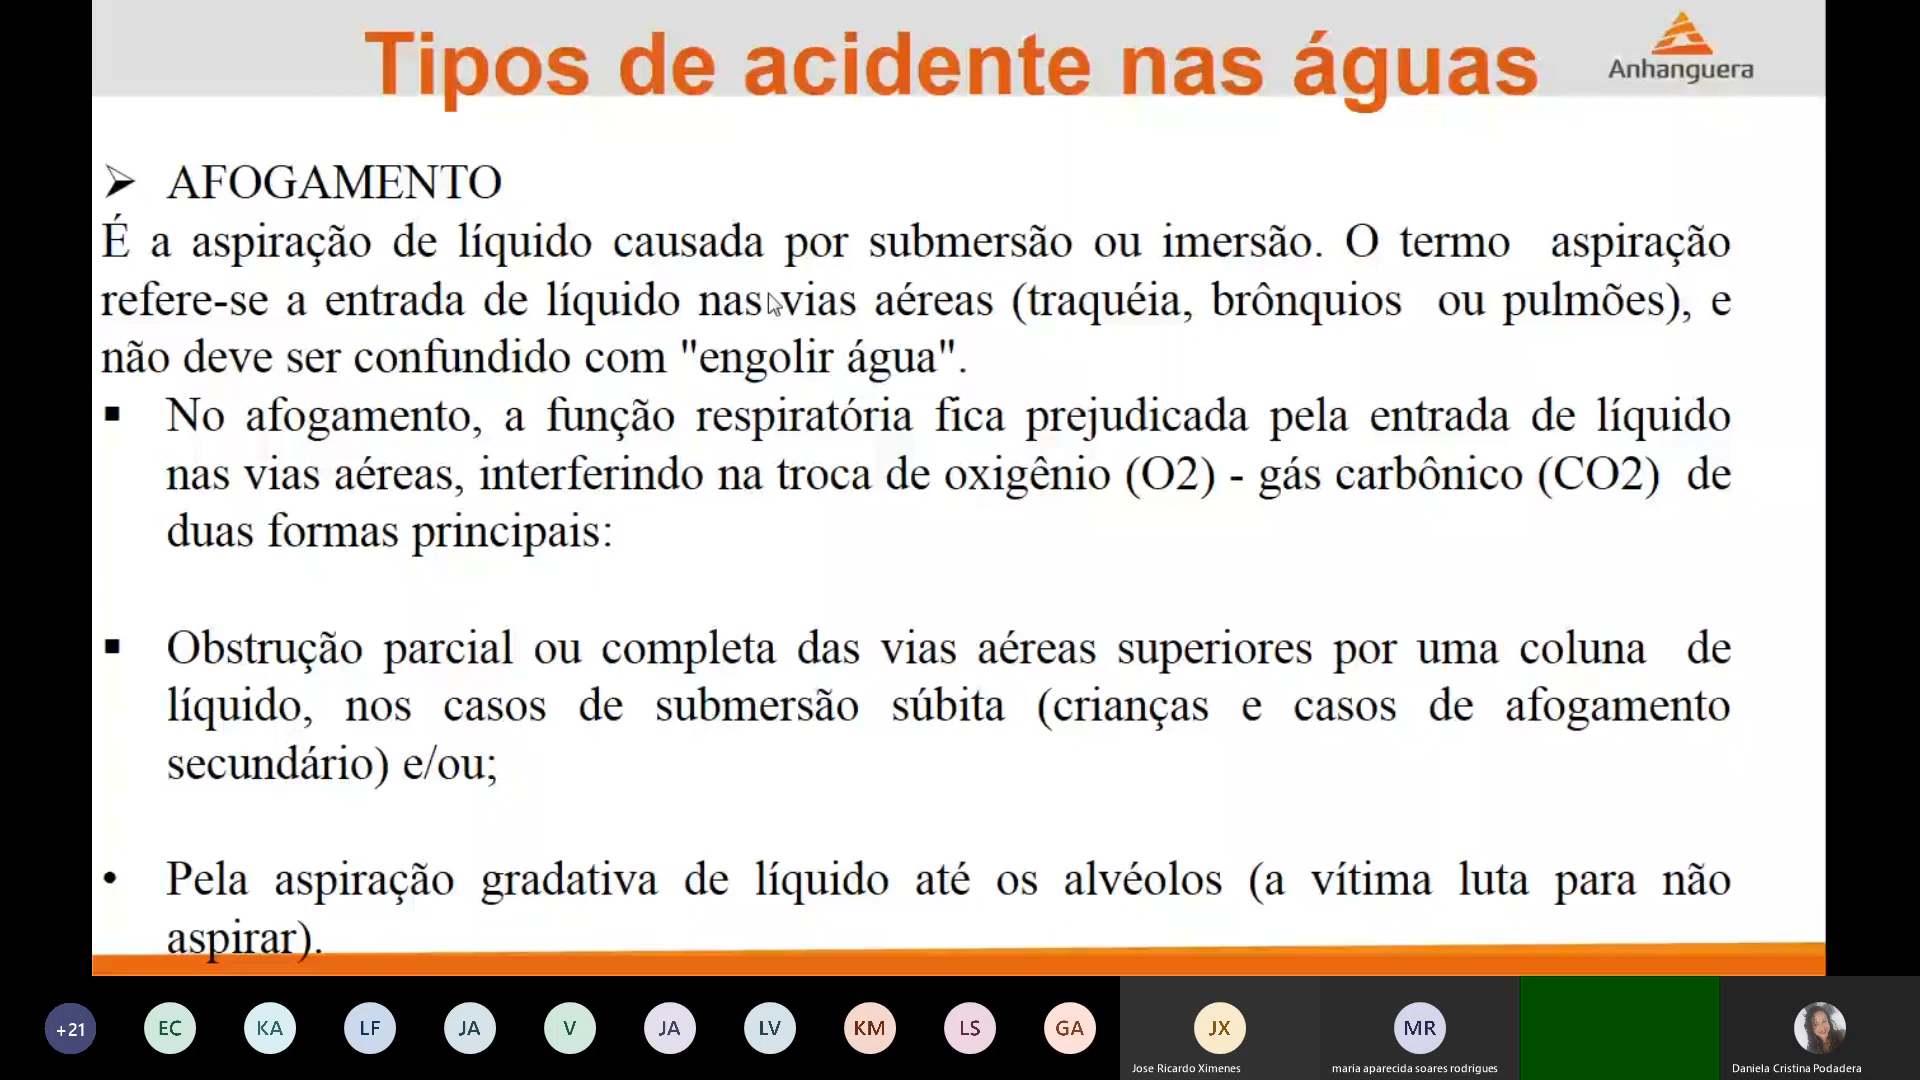 Tipos de acidente nas águas
Anhanguera
➢ AFOGAMENTO
É a aspiração de líquido causada por submersão ou imersão. O termo aspiração
refere-se a entrada de líquido nas vias aéreas (traquéia, brônquios ou pulmões), e
não deve ser confundido com "engolir água".
▪ No afogamento, a função respiratória fica prejudicada pela entrada de líquido
nas vias aéreas, interferindo na troca de oxigênio (O2) - gás carbônico (CO2) de
duas formas principais:
▪ Obstrução parcial ou completa das vias aéreas superiores por uma coluna de
líquido, nos casos de submersão súbita (crianças e casos de afogamento
secundário) e/ou;
• Pela aspiração gradativa de líquido até os alvéolos (a vítima luta para não
aspirar).
+21 EC KA LF JA V JA LV KM LS GA JX MR
Jose Ricardo Ximenes maria aparecida soares rodrigues Daniela Cristina Podadera